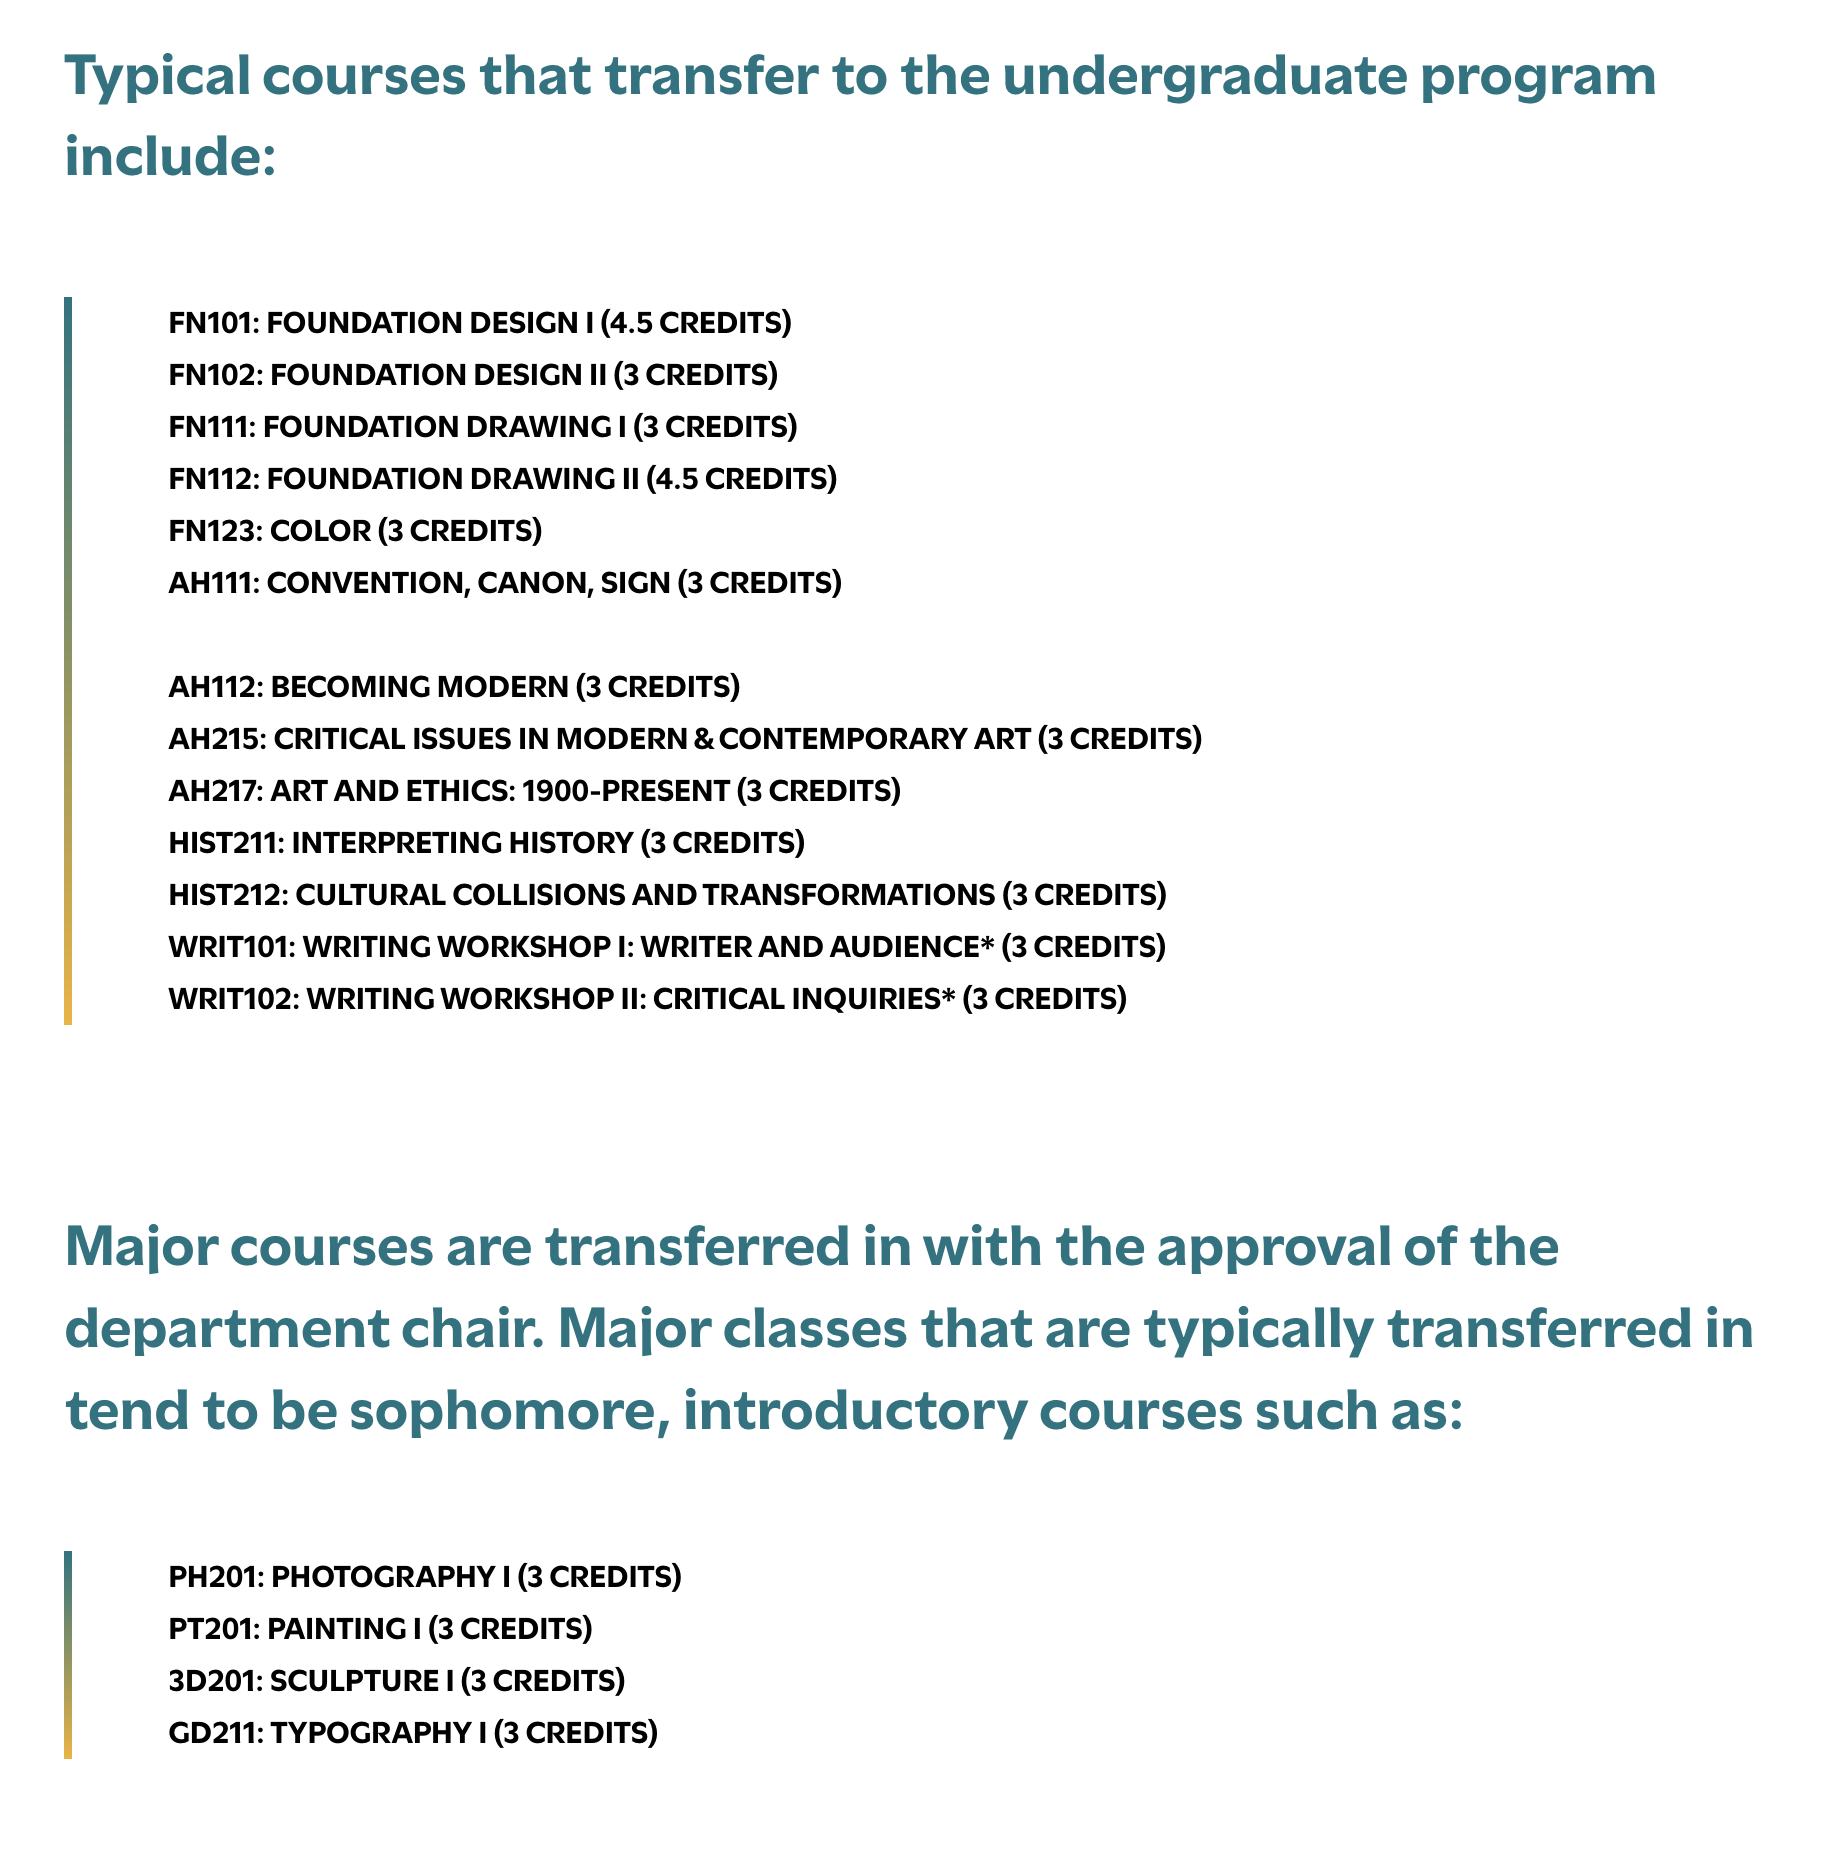 Typical courses that transfer to the undergraduate program
include:
FN101: FOUNDATION DESIGN I (4.5 CREDITS)
FN102: FOUNDATION DESIGN II (3 CREDITS)
FN111: FOUNDATION DRAWING I (3 CREDITS)
FN112: FOUNDATION DRAWING II (4.5 CREDITS)
FN123: COLOR (3 CREDITS)
AH111: CONVENTION, CANON, SIGN (3 CREDITS)
AH112: BECOMING MODERN (3 CREDITS)
AH215: CRITICAL ISSUES IN MODERN & CONTEMPORARY ART (3 CREDITS)
AH217: ART AND ETHICS: 1900-PRESENT (3 CREDITS)
HIST211: INTERPRETING HISTORY (3 CREDITS)
HIST212: CULTURAL COLLISIONS AND TRANSFORMATIONS (3 CREDITS)
WRIT101: WRITING WORKSHOP I: WRITER AND AUDIENCE* (3 CREDITS)
WRIT102: WRITING WORKSHOP II: CRITICAL INQUIRIES* (3 CREDITS)
Major courses are transferred in with the approval of the
department chair. Major classes that are typically transferred in
tend to be sophomore, introductory courses such as:
PH201: PHOTOGRAPHY I (3 CREDITS)
PT201: PAINTING I (3 CREDITS)
3D201: SCULPTURE I (3 CREDITS)
GD211: TYPOGRAPHY I (3 CREDITS)